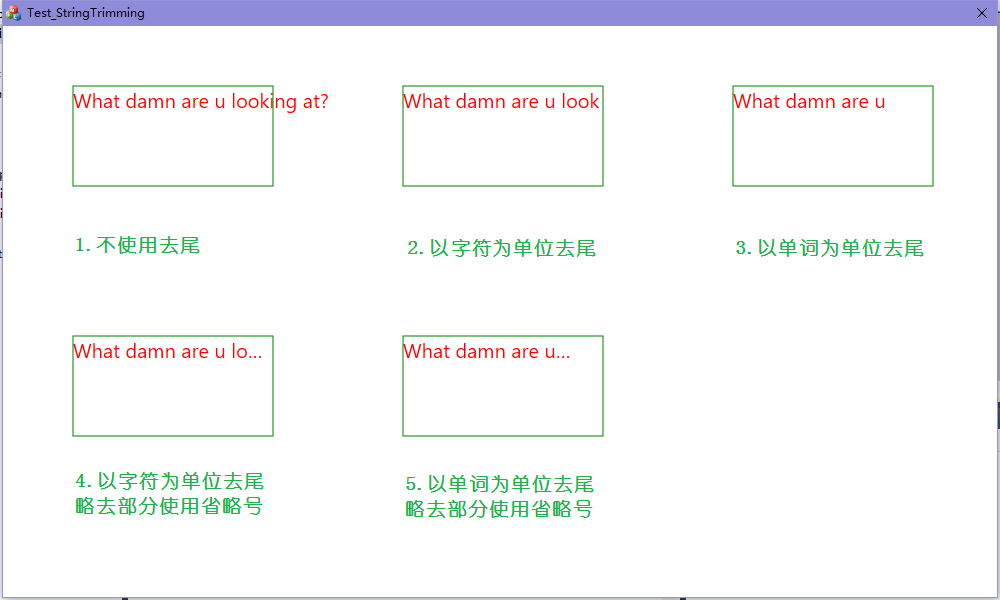 Test_StringTrimming
What damn are u looking at?
What damn are u look
What damn are u
1.不使用去尾
2.以字符为单位去尾
3.以单词为单位去尾
What damn are u lo...
What damn are u...
4.以字符为单位去尾
略去部分使用省略号
5.以单词为单位去尾
略去部分使用省略号